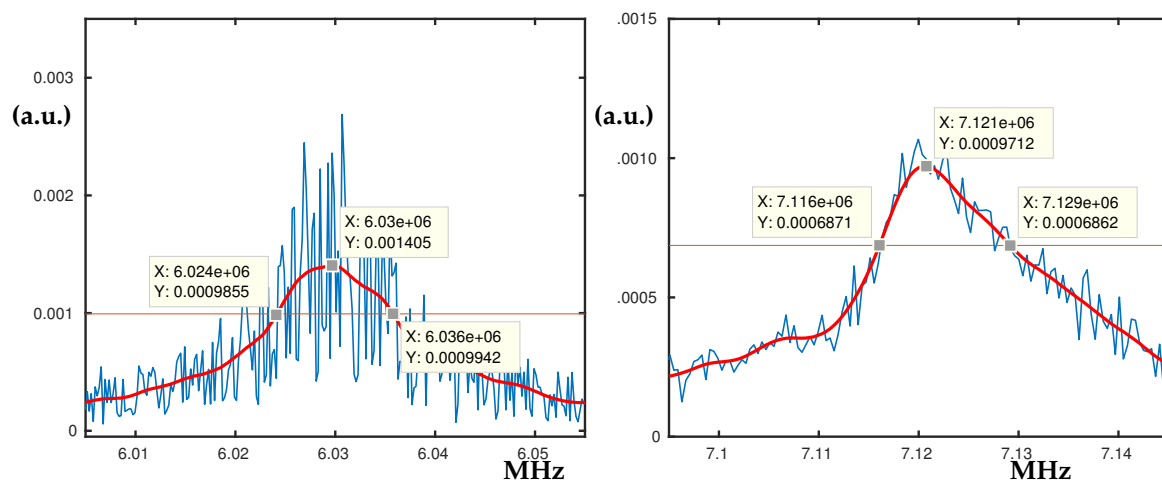 0.003
(a.u.)
0.002
0.001
0
X: 6.03e+06
Y: 0.001405
X: 6.024e+06
Y: 0.0009855
X: 6.036e+06
Y: 0.0009942
6.01
6.02
6.03
6.04
6.05
MHz
.0015
(a.u.)
0.0010
0.0005
0
X: 7.121e+06
Y: 0.0009712
X: 7.116e+06
Y: 0.0006871
X: 7.129e+06
Y: 0.0006862
7.1
7.11
7.12
7.13
7.14
MHz